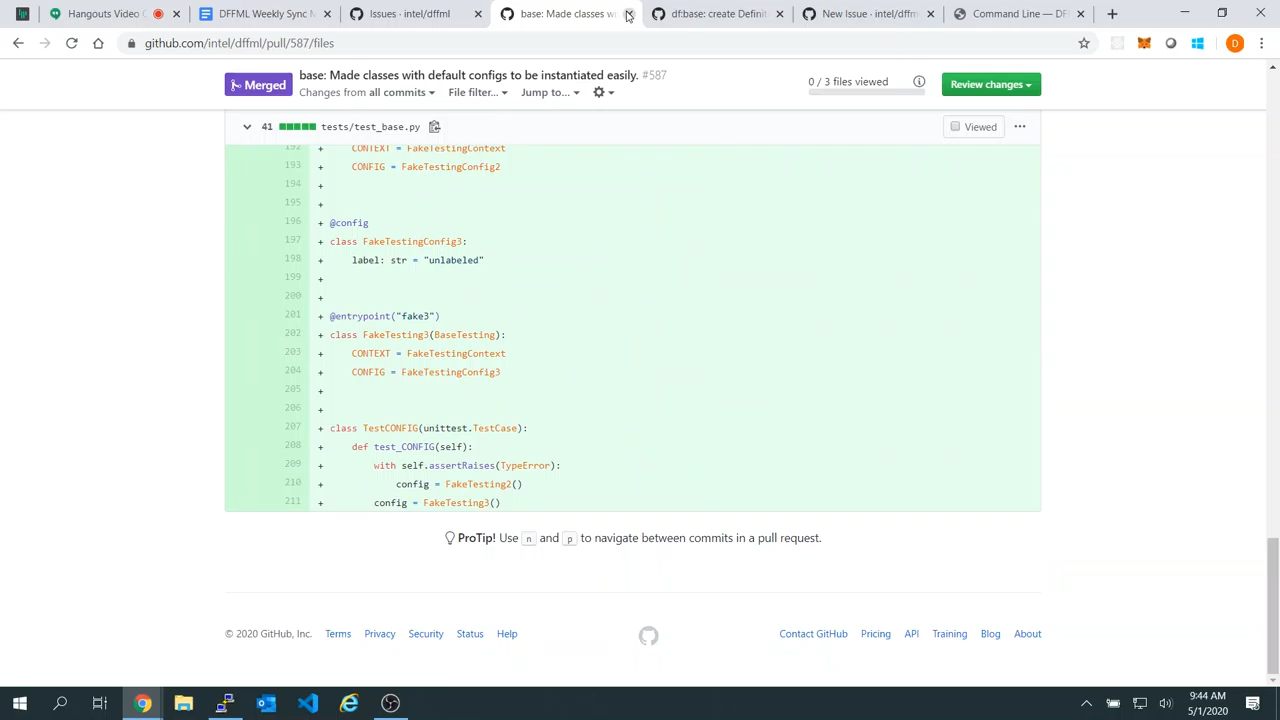 Hangouts Video C
DFFML Weekly Sync M
Issues · intel/dffml
base: Made classes w
df:base: create Definit
New Issue · intel/dffm
Command Line — DF
github.com/intel/dffml/pull/587/files
D
Merged
base: Made classes with default configs to be instantiated easily. #587
Changes from all commits
File filter...
Jump to...
0 / 3 files viewed
Review changes
41 tests/test_base.py
Viewed
192 + CONTEXT = FakeTestingContext
193 + CONFIG = FakeTestingConfig2
194 +
195 +
196 + @config
197 + class FakeTestingConfig3:
198 + label: str = "unlabeled"
199 +
200 +
201 + @entrypoint("fake3")
202 + class FakeTesting3(BaseTesting):
203 + CONTEXT = FakeTestingContext
204 + CONFIG = FakeTestingConfig3
205 +
206 +
207 + class TestCONFIG(unittest.TestCase):
208 + def test_CONFIG(self):
209 + with self.assertRaises(TypeError):
210 + config = FakeTesting2()
211 + config = FakeTesting3()
ProTip! Use n and p to navigate between commits in a pull request.
© 2020 GitHub, Inc. Terms Privacy Security Status Help
Contact GitHub Pricing API Training Blog About
9:44 AM
5/1/2020